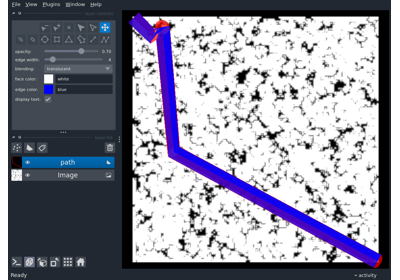 File View Plugins Window Help
opacity: 0.70
edge width: 4
blending: translucent
face color: white
edge color: blue
display text: ✓
path
Image
Ready
activity